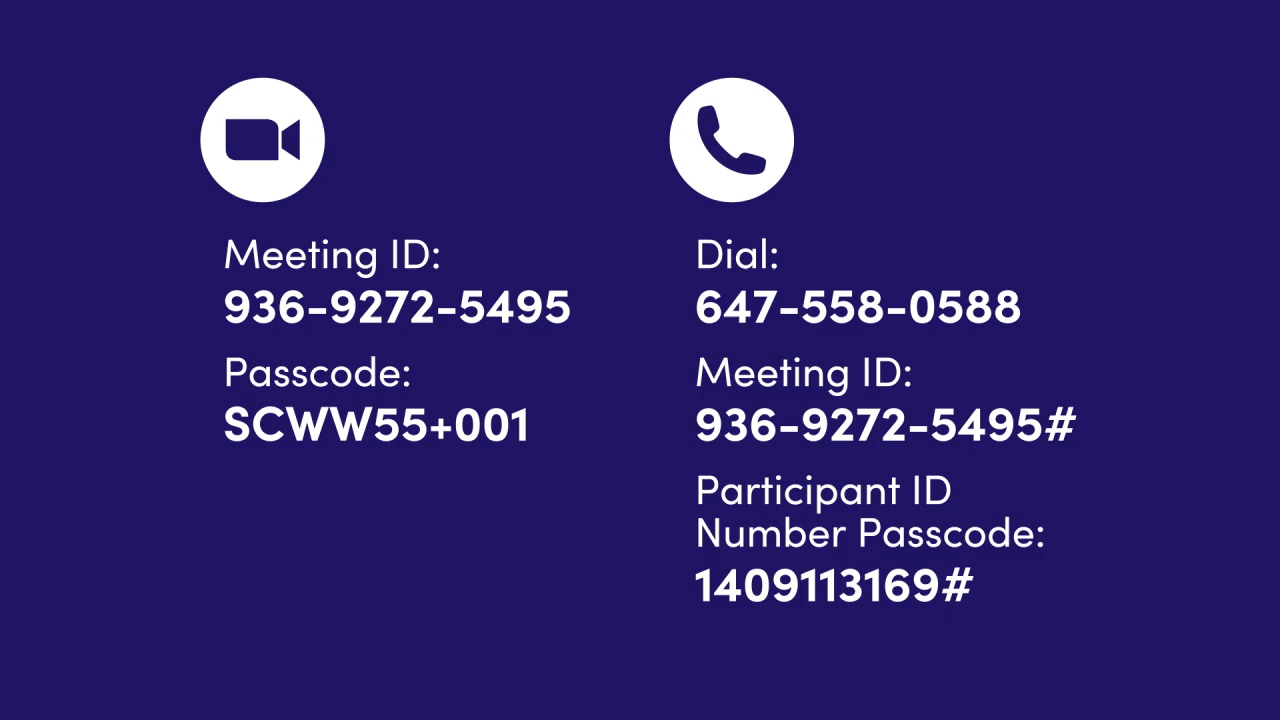 Meeting ID:
936-9272-5495
Passcode:
SCWW55+001
Dial:
647-558-0588
Meeting ID:
936-9272-5495#
Participant ID
Number Passcode:
1409113169#